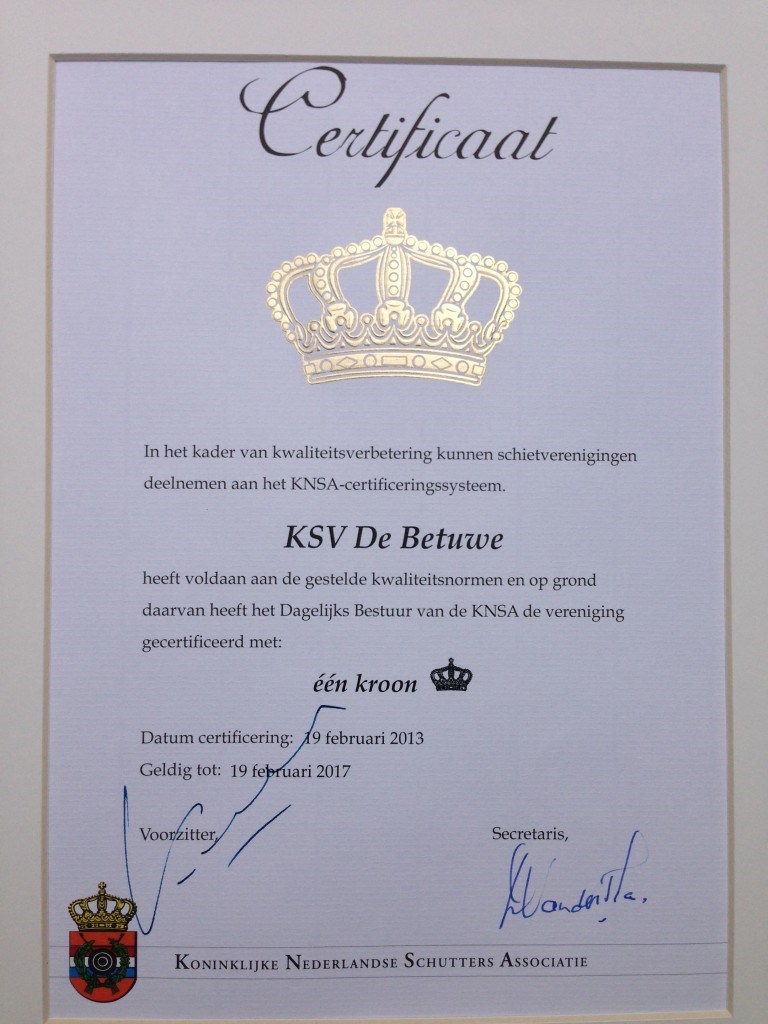 Certificaat
In het kader van kwaliteitsverbetering kunnen schietverenigingen
deelnemen aan het KNSA-certificeringssysteem.
KSV De Betuwe
heeft voldaan aan de gestelde kwaliteitsnormen en op grond
daarvan heeft het Dagelijks Bestuur van de KNSA de vereniging
gecertificeerd met:
één kroon
Datum certificering: 19 februari 2013
Geldig tot: 19 februari 2017
Voorzitter, Secretaris,
KONINKLIJKE NEDERLANDSE SCHUTTERS ASSOCIATIE